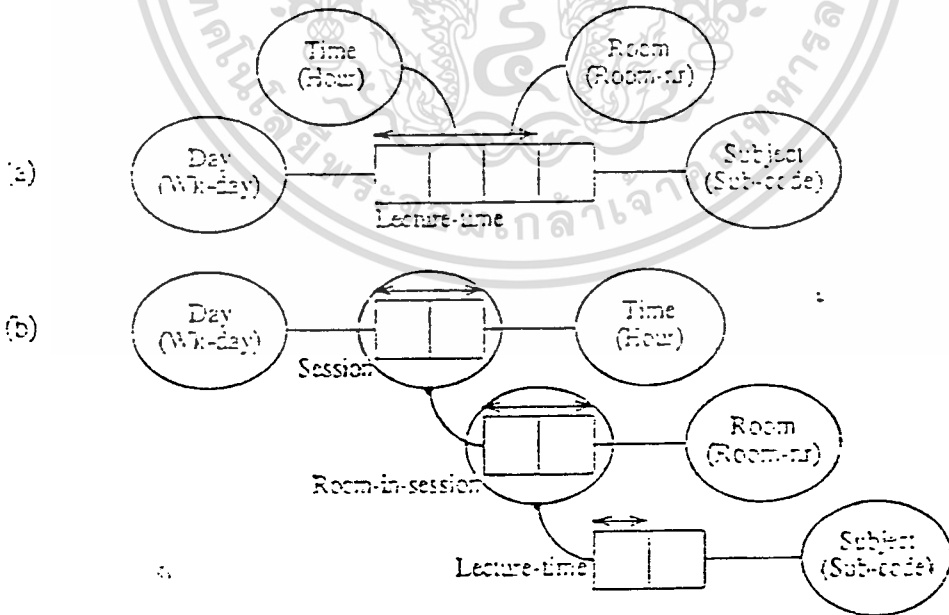 Time
(Hour)
Room
(Room-nr)
(a)
Day
(Wk-day)
Subject
(Sub-code)
Lecture-time
(b)
Day
(Wk-day)
Time
(Hour)
Session
Room
(Room-nr)
Room-in-session
Subject
(Sub-code)
Lecture-time